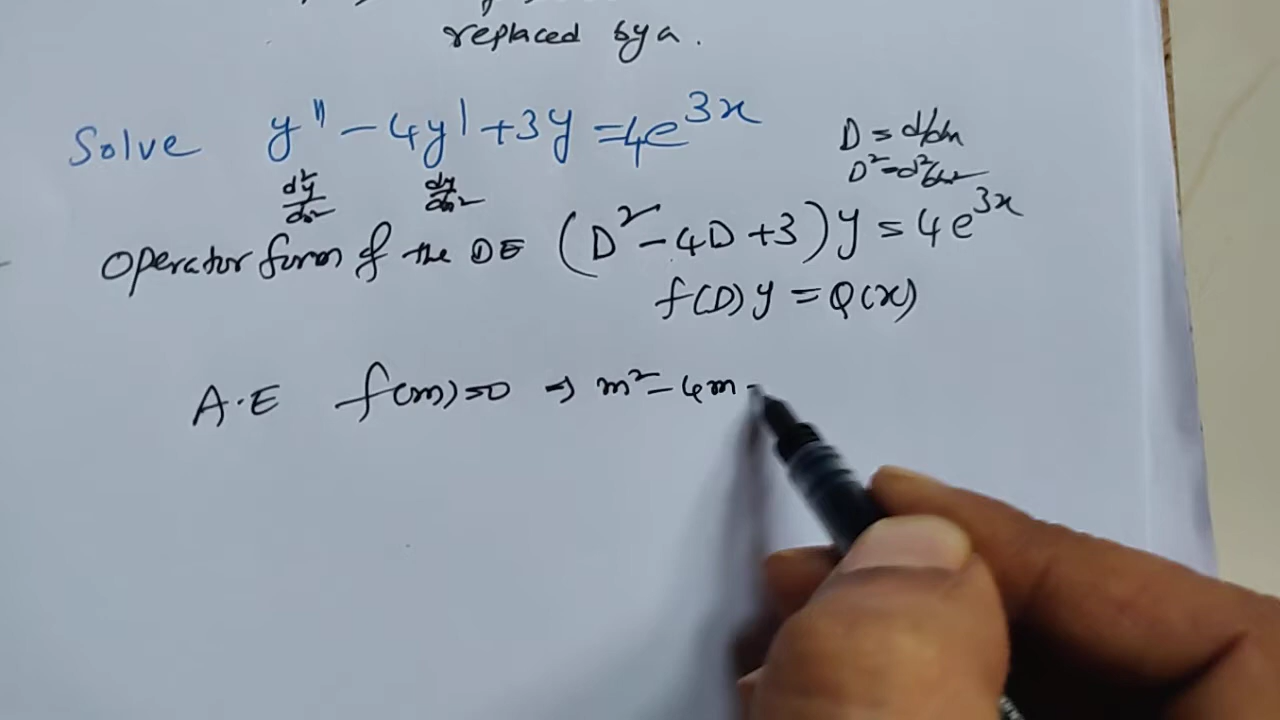 replaced by a.
Solve y" - 4y' + 3y = 4e^{3x}
D = d/dx
D² = d²/dx²
d²y/dx² dy/dx²
Operator form of the DE (D² - 4D + 3) y = 4e^{3x}
f(D) y = Q(x)
A.E f(m) = 0 ⇒ m² - 4m